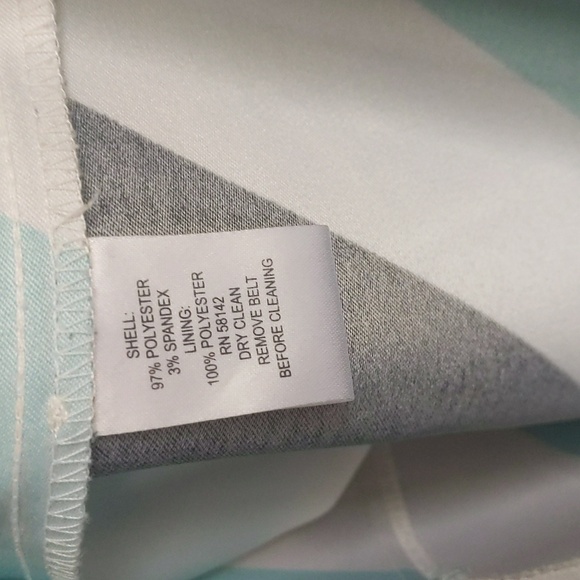 SHELL:
97% POLYESTER
3% SPANDEX
LINING:
100% POLYESTER
RN 58142
DRY CLEAN
REMOVE BELT
BEFORE CLEANING